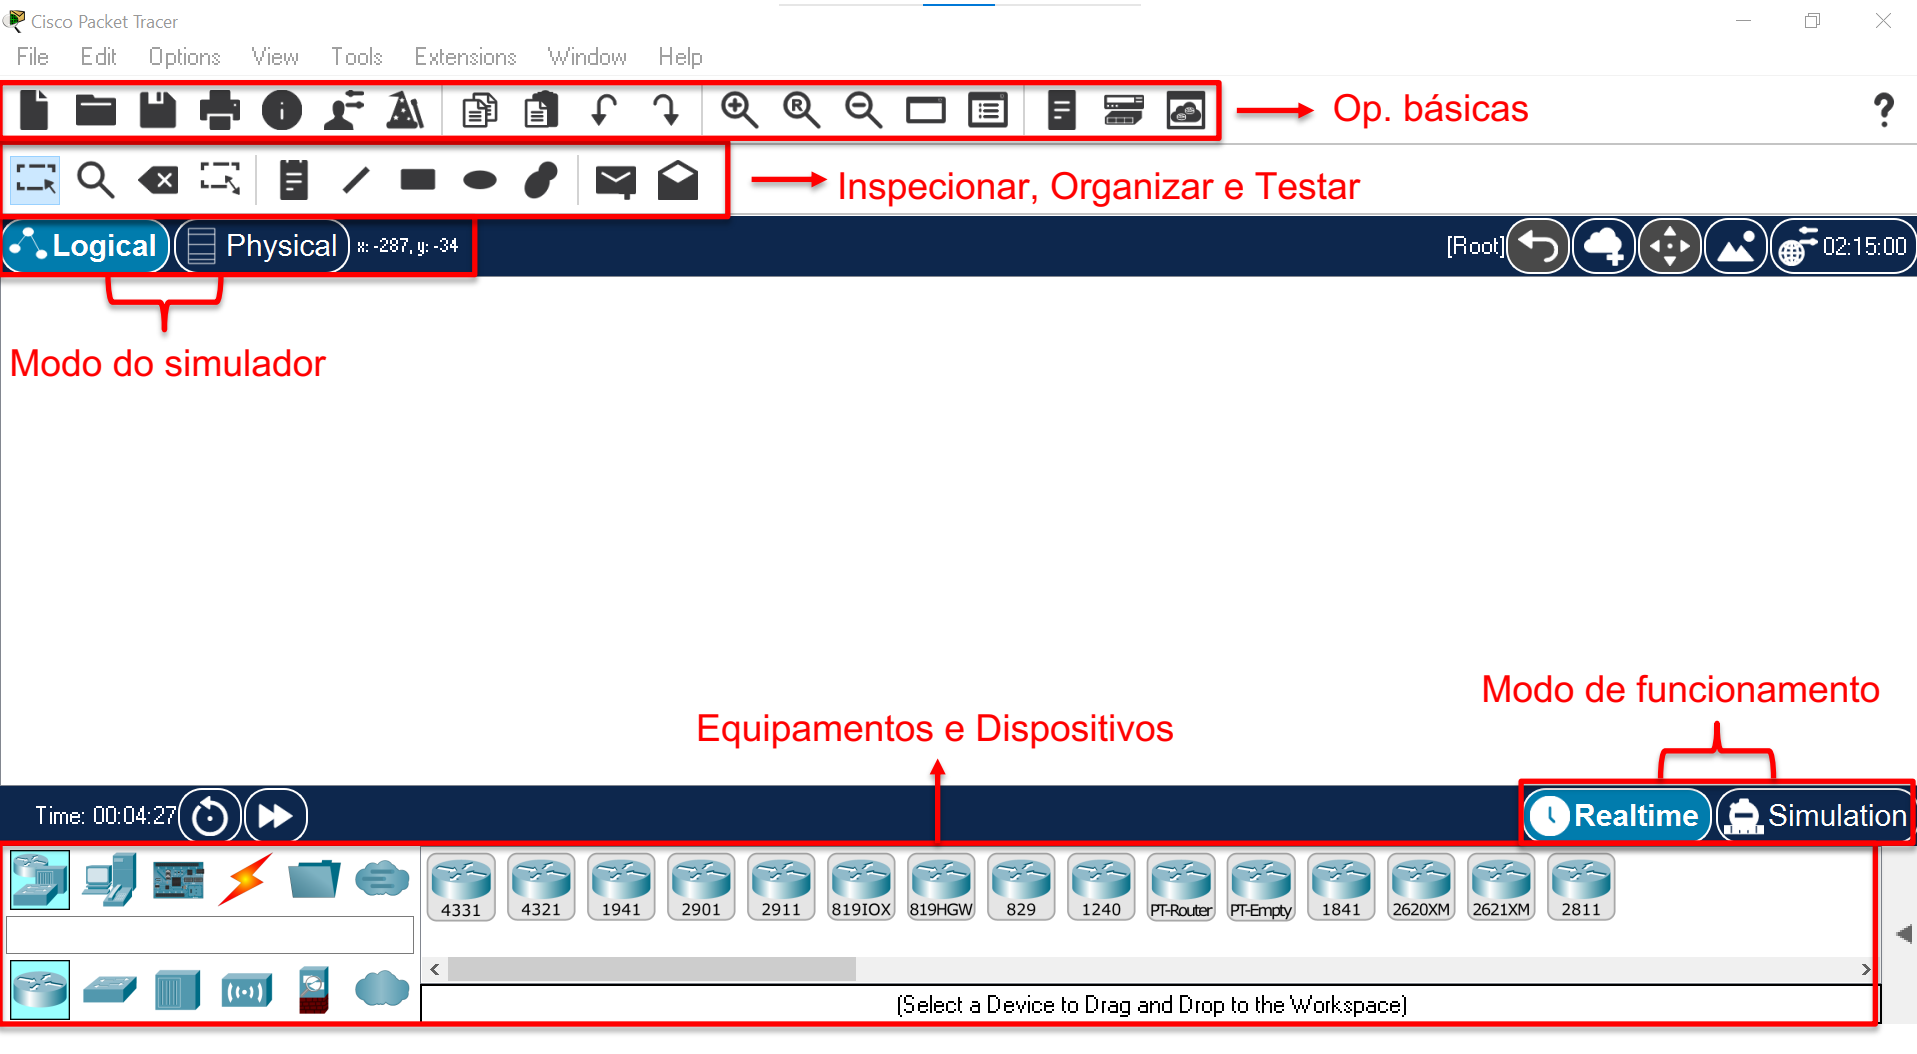 Cisco Packet Tracer
File Edit Options View Tools Extensions Window Help
Op. básicas
Inspecionar, Organizar e Testar
Logical Physical x: -287, y: -34 [Root] 02:15:00
Modo do simulador
Modo de funcionamento
Equipamentos e Dispositivos
Time: 00:04:27 Realtime Simulation
4331 4321 1941 2901 2911 819IOX 819HGW 829 1240 PT-Router PT-Empty 1841 2620XM 2621XM 2811
(Select a Device to Drag and Drop to the Workspace)